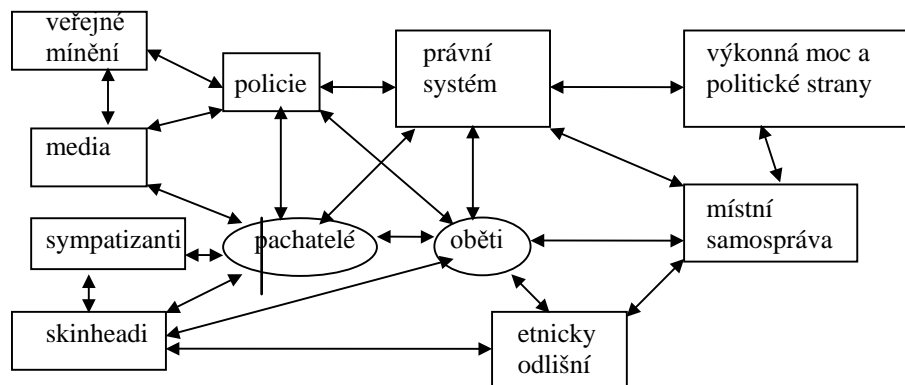 veřejné
mínění
policie
právní
systém
výkonná moc a
politické strany
media
sympatizanti
pachatelé
oběti
místní
samospráva
skinheadi
etnicky
odlišní